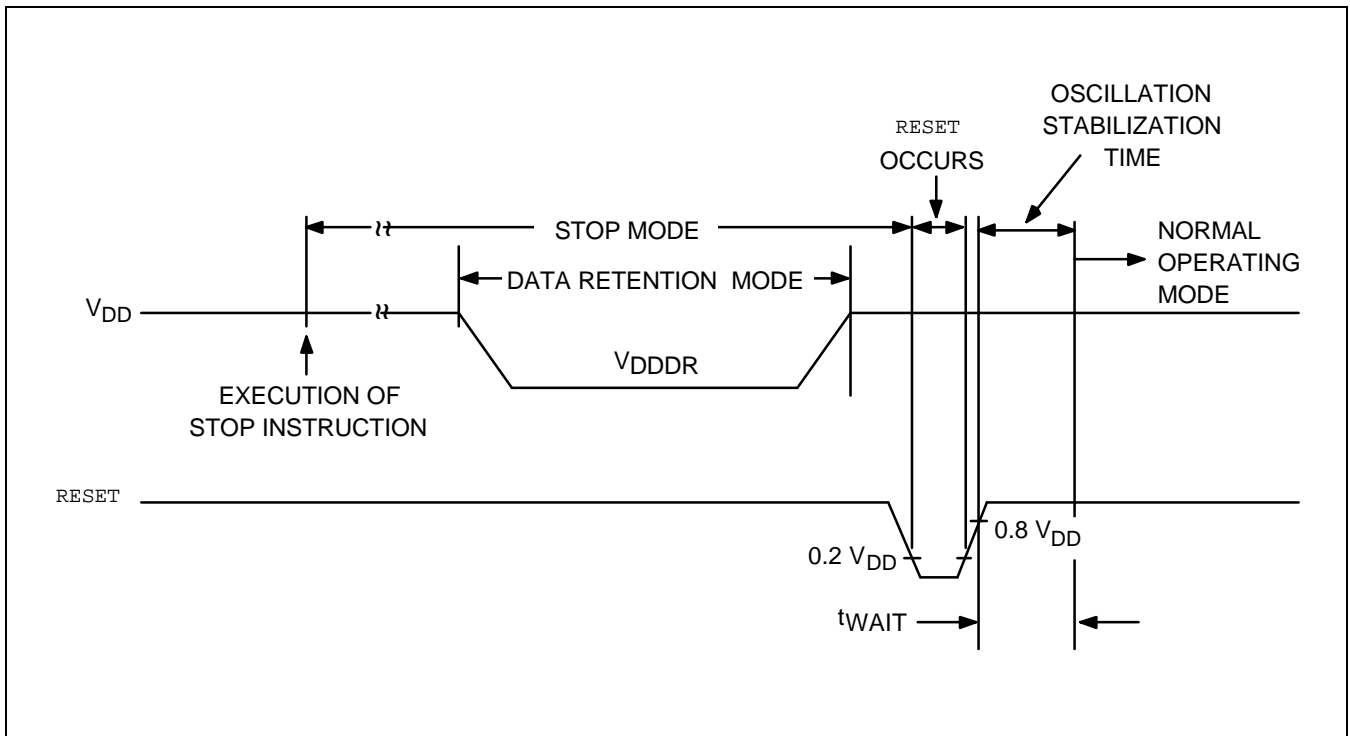 OSCILLATION
STABILIZATION
TIME
RESET
OCCURS
STOP MODE
NORMAL
OPERATING
MODE
DATA RETENTION MODE
VDD
VDDDR
EXECUTION OF
STOP INSTRUCTION
RESET
0.2 VDD
0.8 VDD
tWAIT